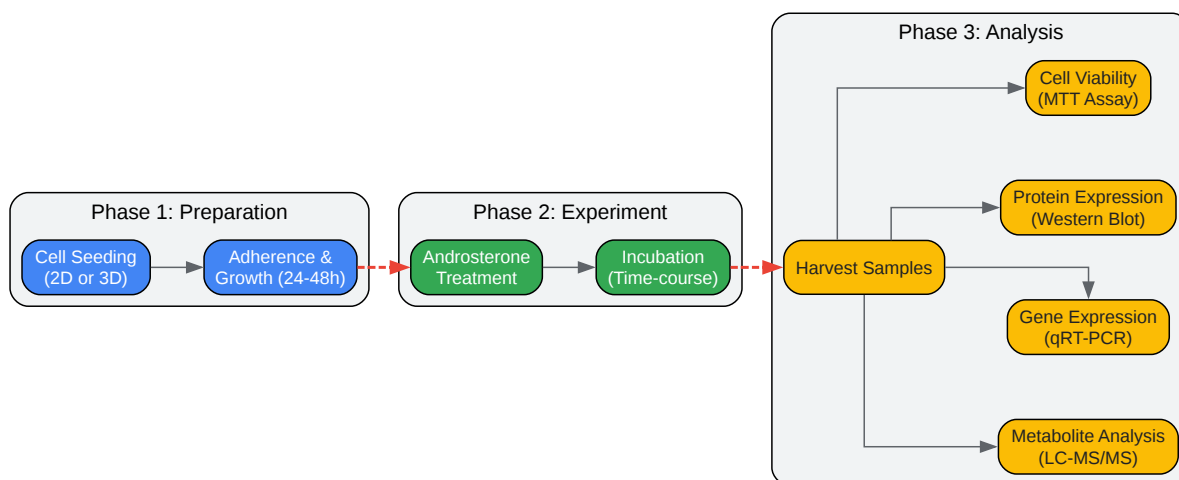 Phase 1: Preparation
Cell Seeding
(2D or 3D)
Adherence &
Growth (24-48h)
Phase 2: Experiment
Androsterone
Treatment
Incubation
(Time-course)
Phase 3: Analysis
Harvest Samples
Cell Viability
(MTT Assay)
Protein Expression
(Western Blot)
Gene Expression
(qRT-PCR)
Metabolite Analysis
(LC-MS/MS)